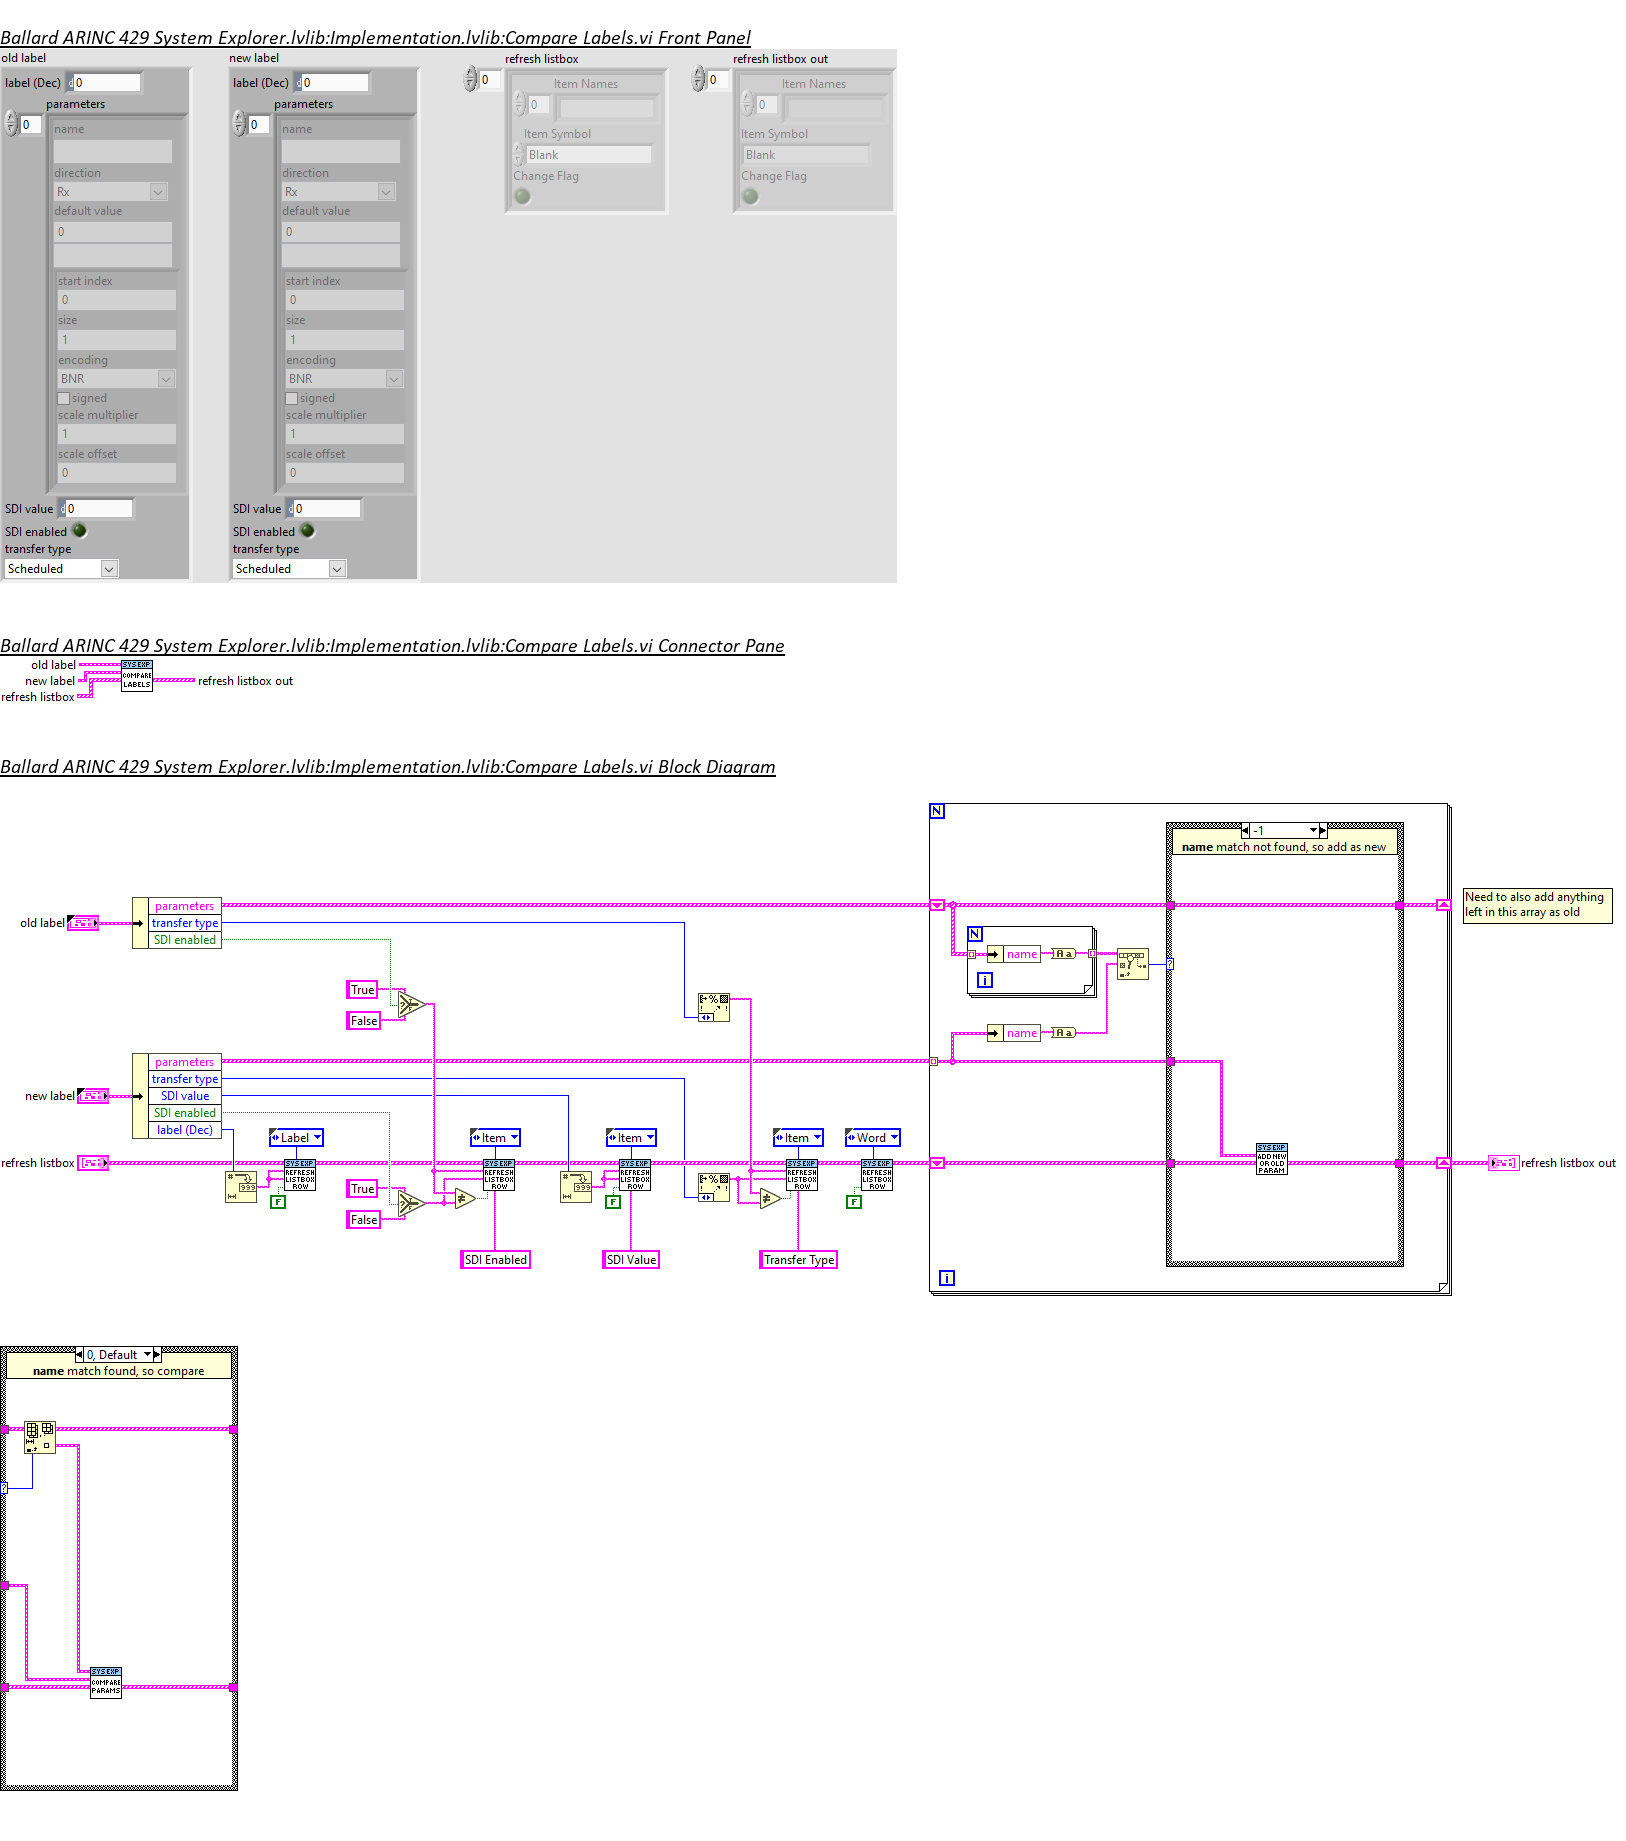 Ballard ARINC 429 System Explorer.lvlib:Implementation.lvlib:Compare Labels.vi Front Panel
old label
new label
refresh listbox
refresh listbox out
label (Dec) d 0
parameters
0
name
direction
Rx
default value
0
start index
0
size
1
encoding
BNR
signed
scale multiplier
1
scale offset
0
SDI value d 0
SDI enabled
transfer type
Scheduled
label (Dec) d 0
parameters
0
name
direction
Rx
default value
0
start index
0
size
1
encoding
BNR
signed
scale multiplier
1
scale offset
0
SDI value d 0
SDI enabled
transfer type
Scheduled
0
Item Names
0
Item Symbol
Blank
Change Flag
0
Item Names
0
Item Symbol
Blank
Change Flag
Ballard ARINC 429 System Explorer.lvlib:Implementation.lvlib:Compare Labels.vi Connector Pane
old label
new label
refresh listbox
SYS EXP
COMPARE
LABELS
refresh listbox out
Ballard ARINC 429 System Explorer.lvlib:Implementation.lvlib:Compare Labels.vi Block Diagram
N
-1
name match not found, so add as new
Need to also add anything
left in this array as old
old label
parameters
transfer type
SDI enabled
N
name
i
name
True
False
new label
parameters
transfer type
SDI value
SDI enabled
label (Dec)
refresh listbox
Label
Item
Item
Item
Word
SYS EXP
REFRESH
LISTBOX
ROW
F
True
False
SYS EXP
REFRESH
LISTBOX
ROW
SDI Enabled
SYS EXP
REFRESH
LISTBOX
ROW
F
SDI Value
SYS EXP
REFRESH
LISTBOX
ROW
Transfer Type
SYS EXP
REFRESH
LISTBOX
ROW
F
SYS EXP
ADD NEW
OR OLD
PARAM
refresh listbox out
i
0, Default
name match found, so compare
SYS EXP
COMPARE
PARAMS